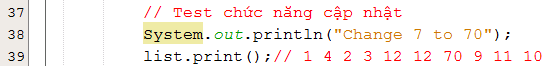 37 // Test chức năng cập nhật
38 System.out.println("Change 7 to 70");
39 list.print();// 1 4 2 3 12 12 70 9 11 10